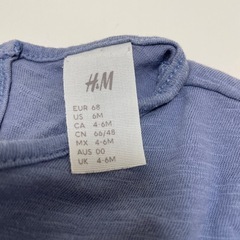 H&M
EUR 68
US 6M
CA 4-6M
CN 66/48
MX 4-6M
AUS 00
UK 4-6M